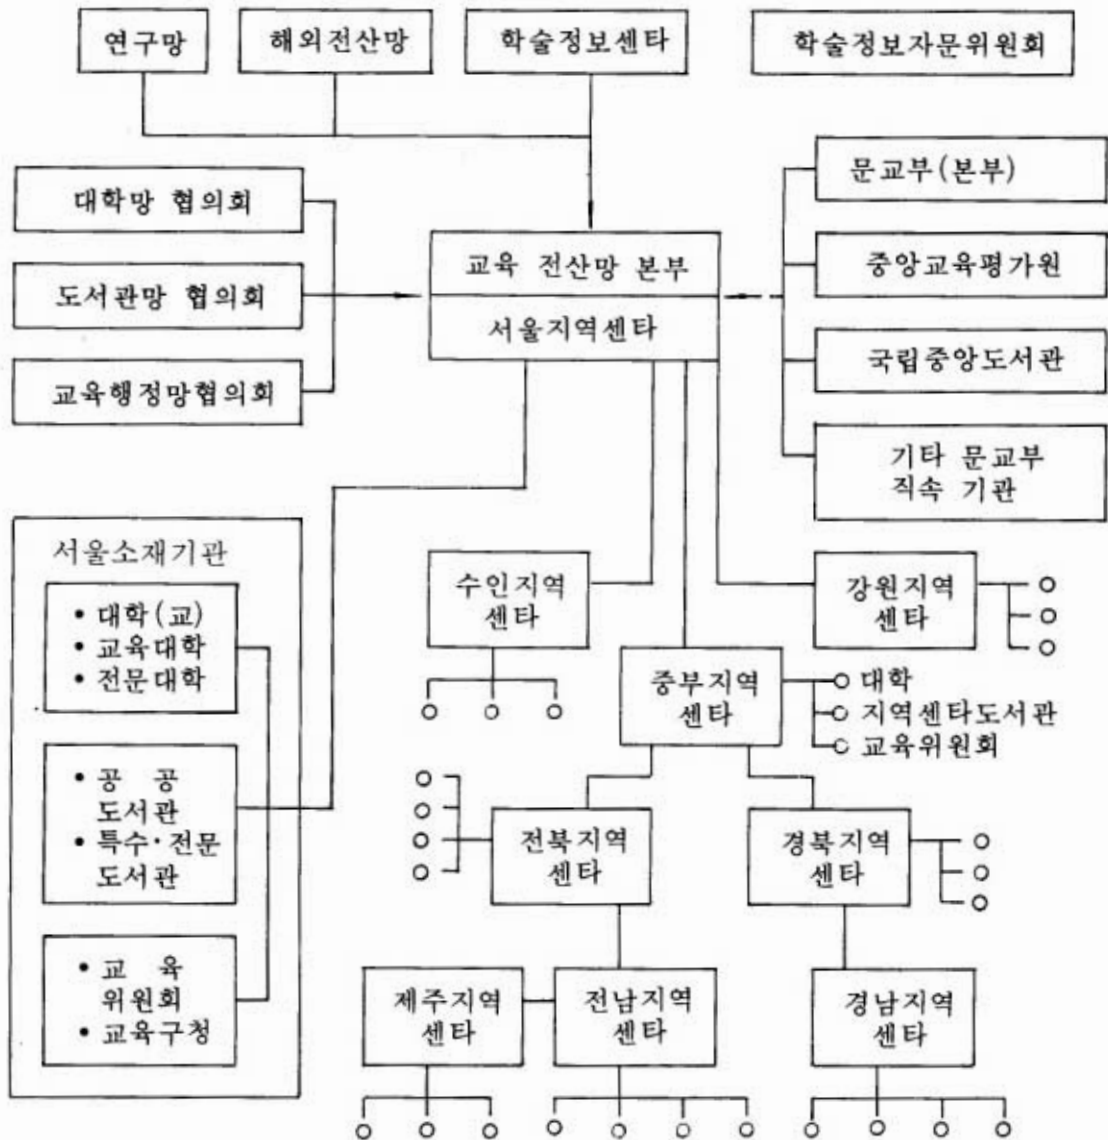 연구망
해외전산망
학술정보센타
학술정보자문위원회
대학망 협의회
도서관망 협의회
교육행정망협의회
교육 전산망 본부
서울지역센타
문교부(본부)
중앙교육평가원
국립중앙도서관
기타 문교부
직속 기관
서울소재기관
• 대학(교)
• 교육대학
• 전문대학
• 공 공
도서관
• 특수·전문
도서관
• 교 육
위원회
• 교육구청
수인지역
센타
강원지역
센타
중부지역
센타
대학
지역센타도서관
교육위원회
전북지역
센타
경북지역
센타
제주지역
센타
전남지역
센타
경남지역
센타